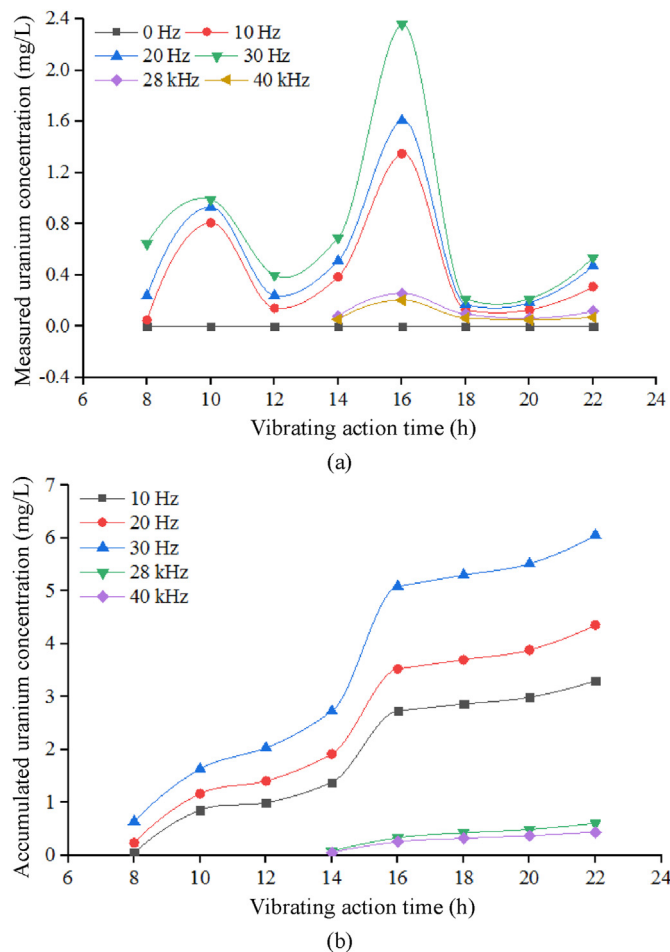 2.4
2.0
1.6
1.2
0.8
0.4
0.0
-0.4
Measured uranium concentration (mg/L)
0 Hz 10 Hz
20 Hz 30 Hz
28 kHz 40 kHz
6 8 10 12 14 16 18 20 22 24
Vibrating action time (h)
(a)
7
6
5
4
3
2
1
0
Accumulated uranium concentration (mg/L)
10 Hz
20 Hz
30 Hz
28 kHz
40 kHz
6 8 10 12 14 16 18 20 22 24
Vibrating action time (h)
(b)